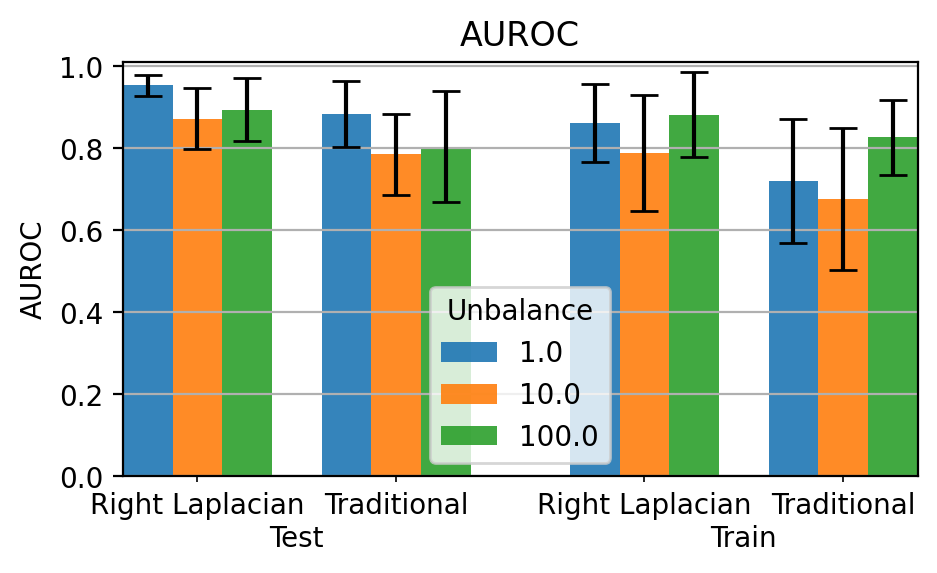 AUROC
AUROC
1.0
0.8
0.6
0.4
0.2
0.0
Unbalance
1.0
10.0
100.0
Right Laplacian Traditional Right Laplacian Traditional
Test Train